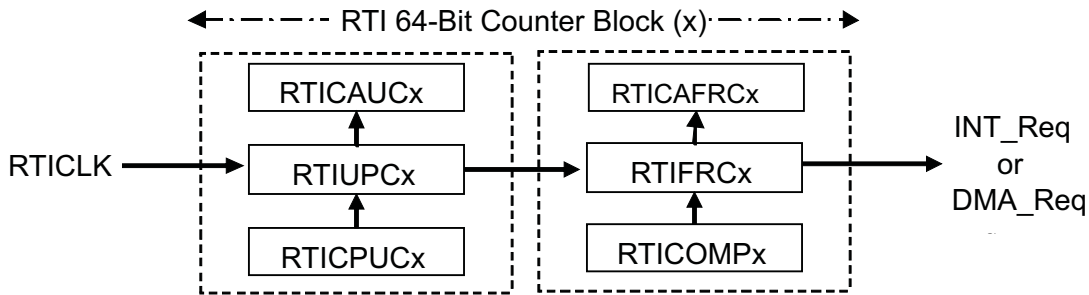 RTI 64-Bit Counter Block (x)
RTICAUCx
RTICAFRCx
RTICLK
RTIUPCx
RTIFRCx
INT_Req
or
DMA_Req
RTICPUCx
RTICOMPx